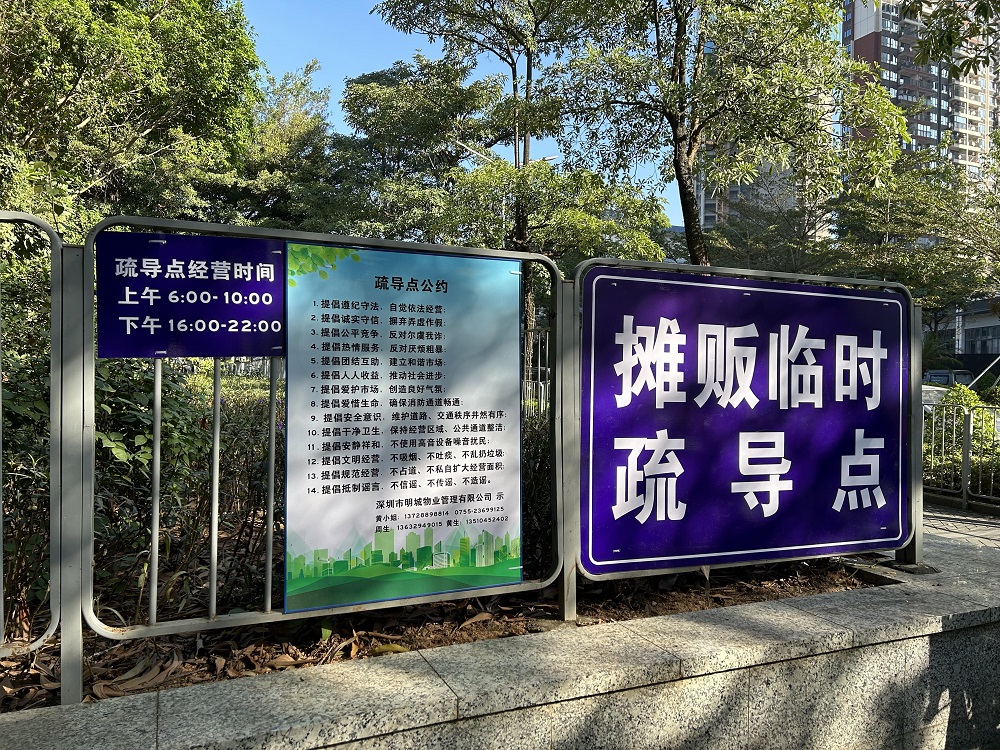 疏导点经营时间
上午 6:00-10:00
下午 16:00-22:00
疏导点公约
1. 提倡遵纪守法，自觉依法经营；
2. 提倡诚实守信，摒弃弄虚作假；
3. 提倡公平竞争，反对尔虞我诈；
4. 提倡热情服务，反对厌烦粗暴；
5. 提倡团结互助，建立和谐市场；
6. 提倡人人收益，推动社会进步；
7. 提倡爱护市场，创造良好气氛；
8. 提倡爱惜生命，确保消防通道畅通；
9. 提倡安全意识，维护道路、交通秩序井然有序；
10. 提倡干净卫生，保持经营区域、公共通道整洁；
11. 提倡安静祥和，不使用高音设备噪音扰民；
12. 提倡文明经营，不吸烟、不吐痰、不乱扔垃圾；
13. 提倡规范经营，不占道、不私自扩大经营面积；
14. 提倡抵制谣言，不信谣、不传谣、不造谣。
深圳市明城物业管理有限公司 示
黄小姐：13728898814 0755-23699125
周生：13632949015 黄生：13510452402
摊贩临时
疏导点